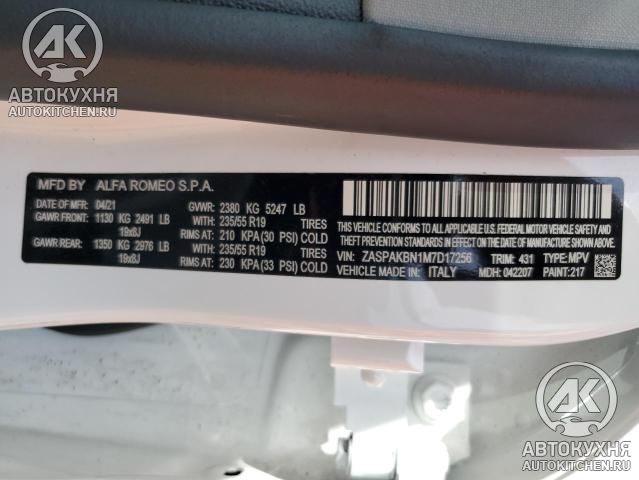 АК
АВТОКУХНЯ
AUTOKITCHEN.RU
MFD BY ALFA ROMEO S.P.A.
DATE OF MFR: 04/21 GVWR: 2380 KG 5247 LB
GAWR FRONT: 1130 KG 2491 LB WITH: 235/55 R19 TIRES
19x8J RIMS AT: 210 KPA (30 PSI) COLD
GAWR REAR: 1350 KG 2976 LB WITH: 235/55 R19 TIRES
19x8J RIMS AT: 230 KPA (33 PSI) COLD
THIS VEHICLE CONFORMS TO ALL APPLICABLE U.S. FEDERAL MOTOR VEHICLE SAFETY
AND THEFT PREVENTION STANDARDS IN EFFECT ON THE DATE OF MFR SHOWN ABOVE.
VIN: ZASPAKBN1M7D17256 TRIM: 431 TYPE: MPV
VEHICLE MADE IN: ITALY MDH: 042207 PAINT: 217
АК
АВТОКУХНЯ
AUTOKITCHEN.RU